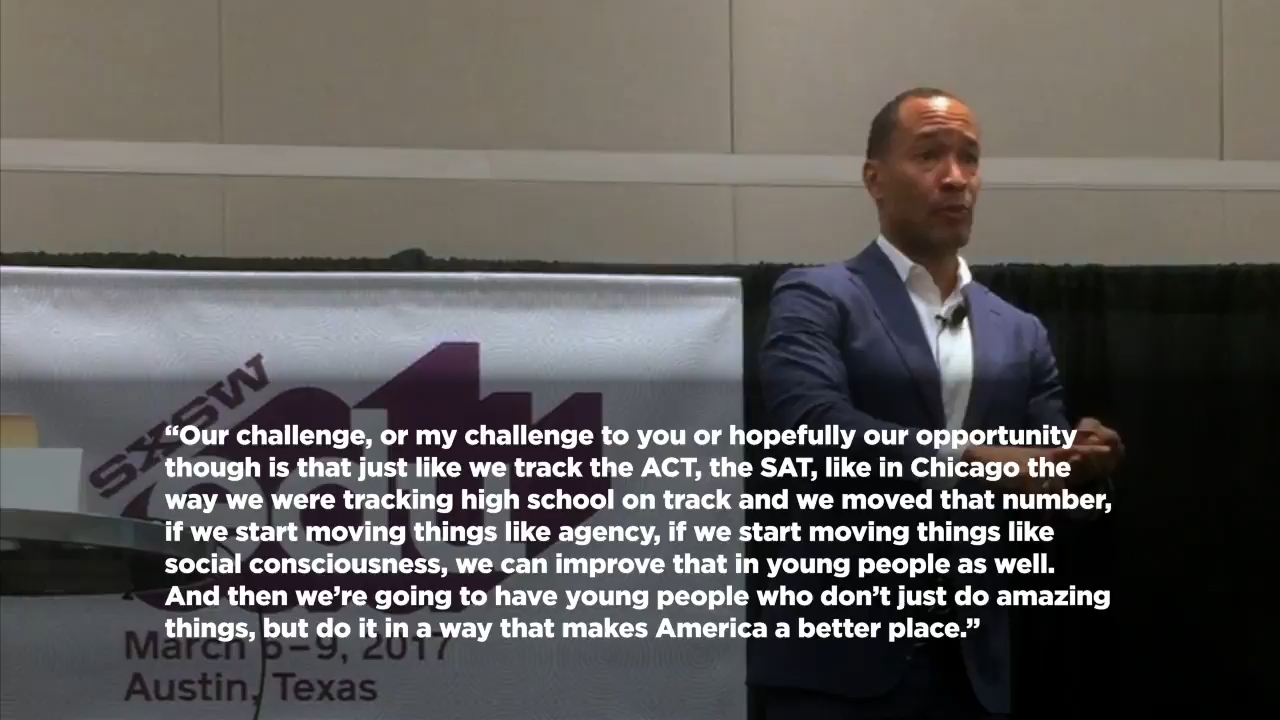 SXSW
edu
“Our challenge, or my challenge to you or hopefully our opportunity
though is that just like we track the ACT, the SAT, like in Chicago the
way we were tracking high school on track and we moved that number,
if we start moving things like agency, if we start moving things like
social consciousness, we can improve that in young people as well.
And then we’re going to have young people who don’t just do amazing
things, but do it in a way that makes America a better place.”
March 6–9, 2017
Austin, Texas